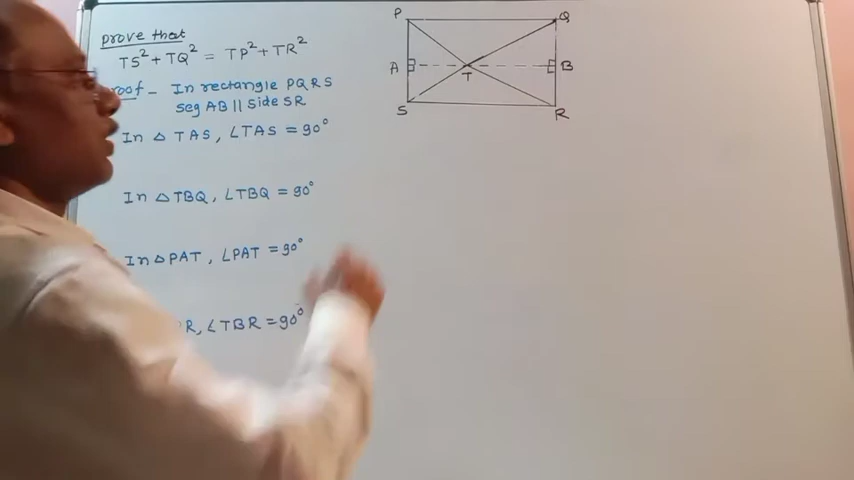 prove that
TS² + TQ² = TP² + TR²
oof - In rectangle PQRS
seg AB || side SR
In △ TAS, ∠TAS = 90°
In △TBQ, ∠TBQ = 90°
In △PAT, ∠PAT = 90°
R, ∠TBR = 90°
P Q
A T B
S R